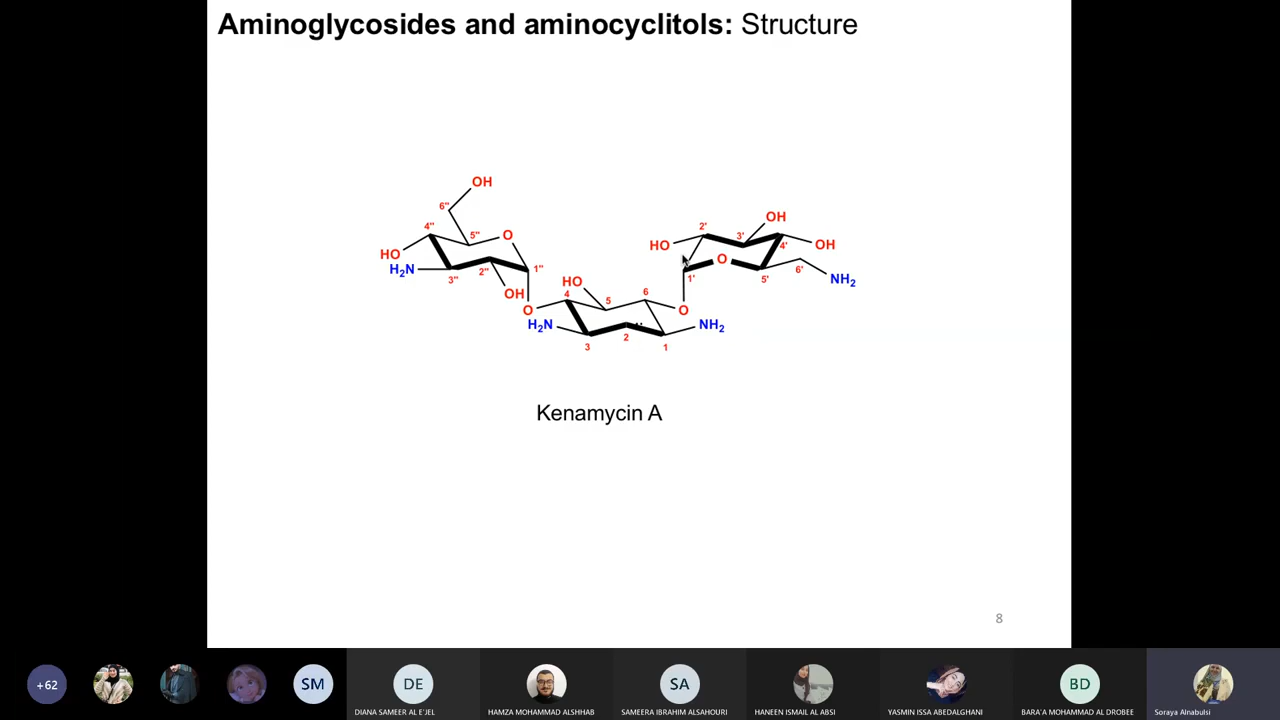 Aminoglycosides and aminocyclitols: Structure
OH
6"
4"
5"
O
HO
H₂N
3"
2"
1"
OH
O
2'
OH
3'
HO
4'
OH
O
1'
5'
6'
NH₂
HO
4
5
6
O
H₂N
2
NH₂
3
1
Kenamycin A
8
+62
SM
DE
SA
BD
DIANA SAMEER AL E'JEL
HAMZA MOHAMMAD ALSHHAB
SAMEERA IBRAHIM ALSAHOURI
HANEEN ISMAIL AL ABSI
YASMIN ISSA ABEDALGHANI
BARA'A MOHAMMAD AL DROBEE
Soraya Alnabulsi